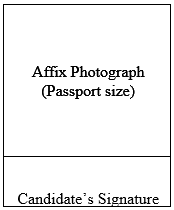 Affix Photograph
(Passport size)
Candidate’s Signature